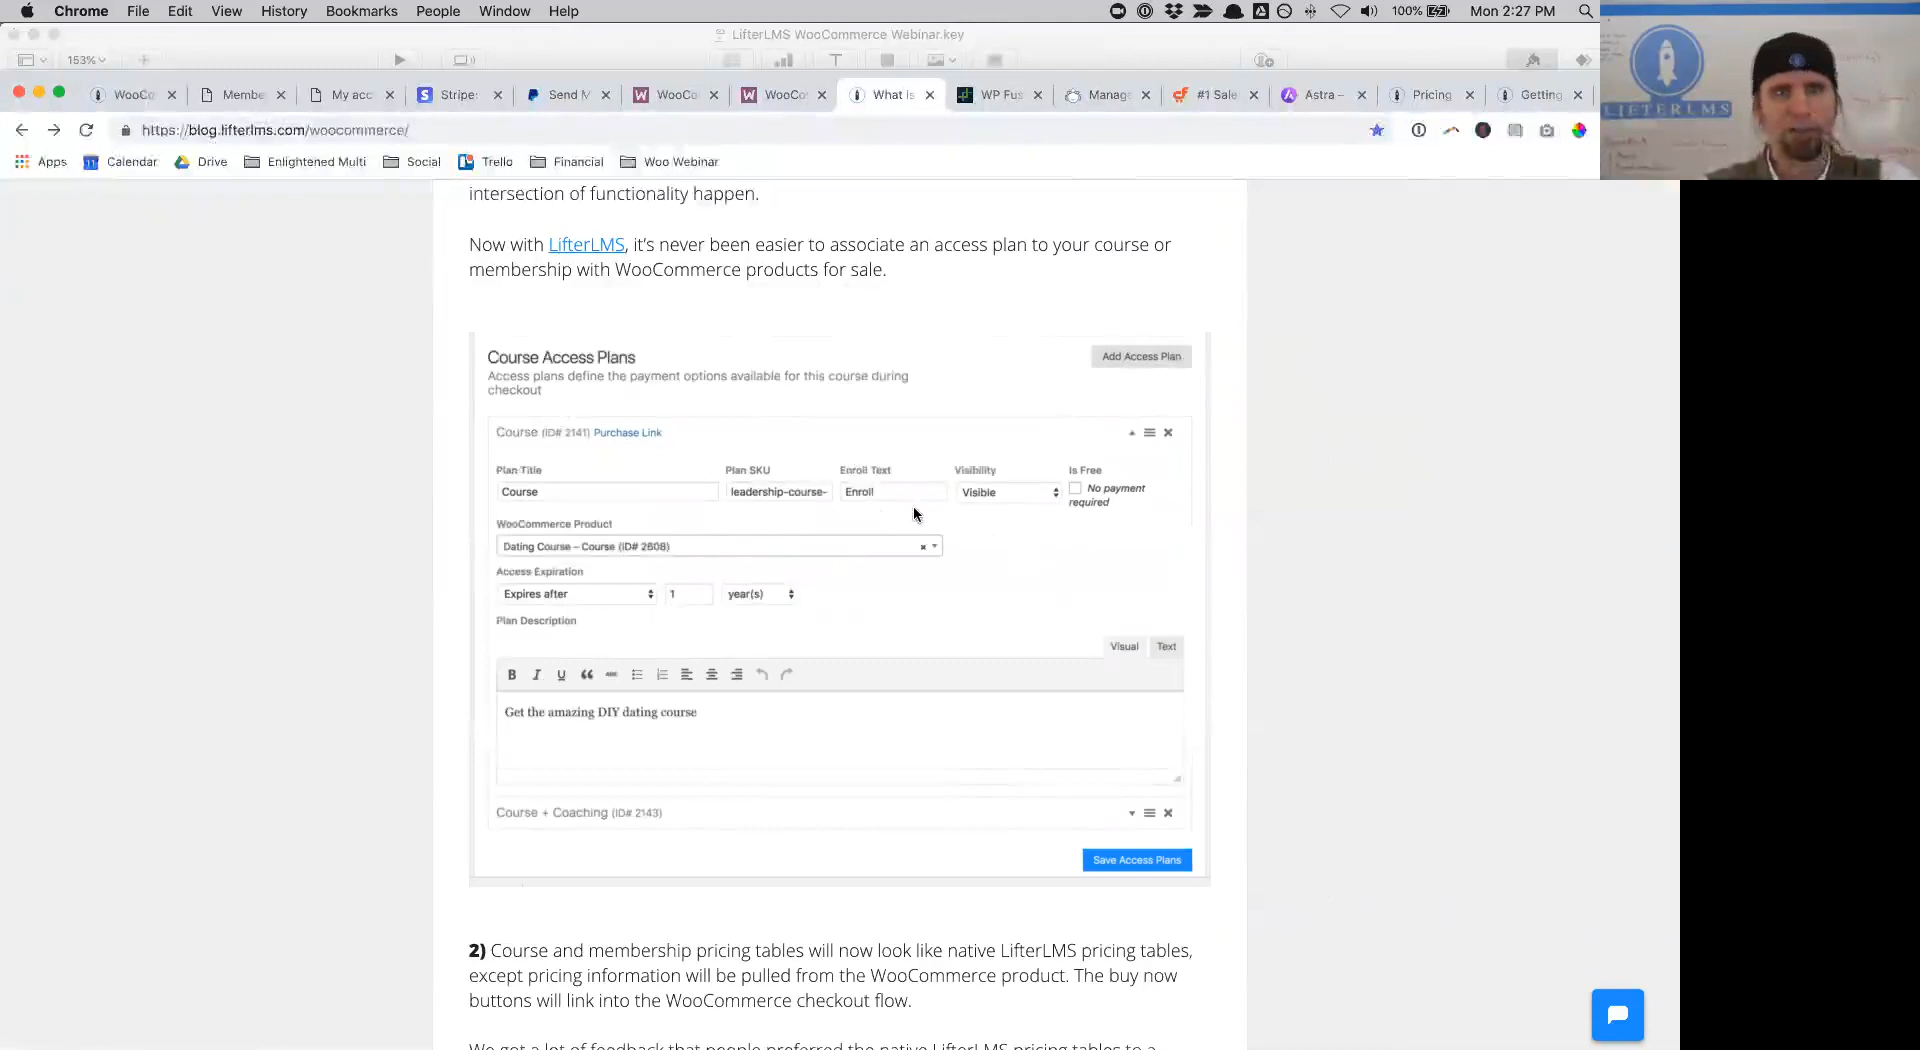 Chrome File Edit View History Bookmarks People Window Help 100% Mon 2:27 PM
LifterLMS WooCommerce Webinar.key
153%
WooCo Membe My acc Stripe: Send M WooCo WooCo What is WP Fus Manag #1 Sale Astra – Pricing Getting
https://blog.lifterlms.com/woocommerce/
Apps Calendar Drive Enlightened Multi Social Trello Financial Woo Webinar
LIFTERLMS
intersection of functionality happen.
Now with LifterLMS, it's never been easier to associate an access plan to your course or
membership with WooCommerce products for sale.
Course Access Plans
Add Access Plan
Access plans define the payment options available for this course during
checkout
Course (ID# 2141) Purchase Link
Plan Title Plan SKU Enroll Text Visibility Is Free
Course leadership-course- Enroll Visible No payment
required
WooCommerce Product
Dating Course – Course (ID# 2608)
Access Expiration
Expires after 1 year(s)
Plan Description
Visual Text
B I U ABC
Get the amazing DIY dating course
Course + Coaching (ID# 2143)
Save Access Plans
2) Course and membership pricing tables will now look like native LifterLMS pricing tables,
except pricing information will be pulled from the WooCommerce product. The buy now
buttons will link into the WooCommerce checkout flow.
We got a lot of feedback that people preferred the native LifterLMS pricing tables to a